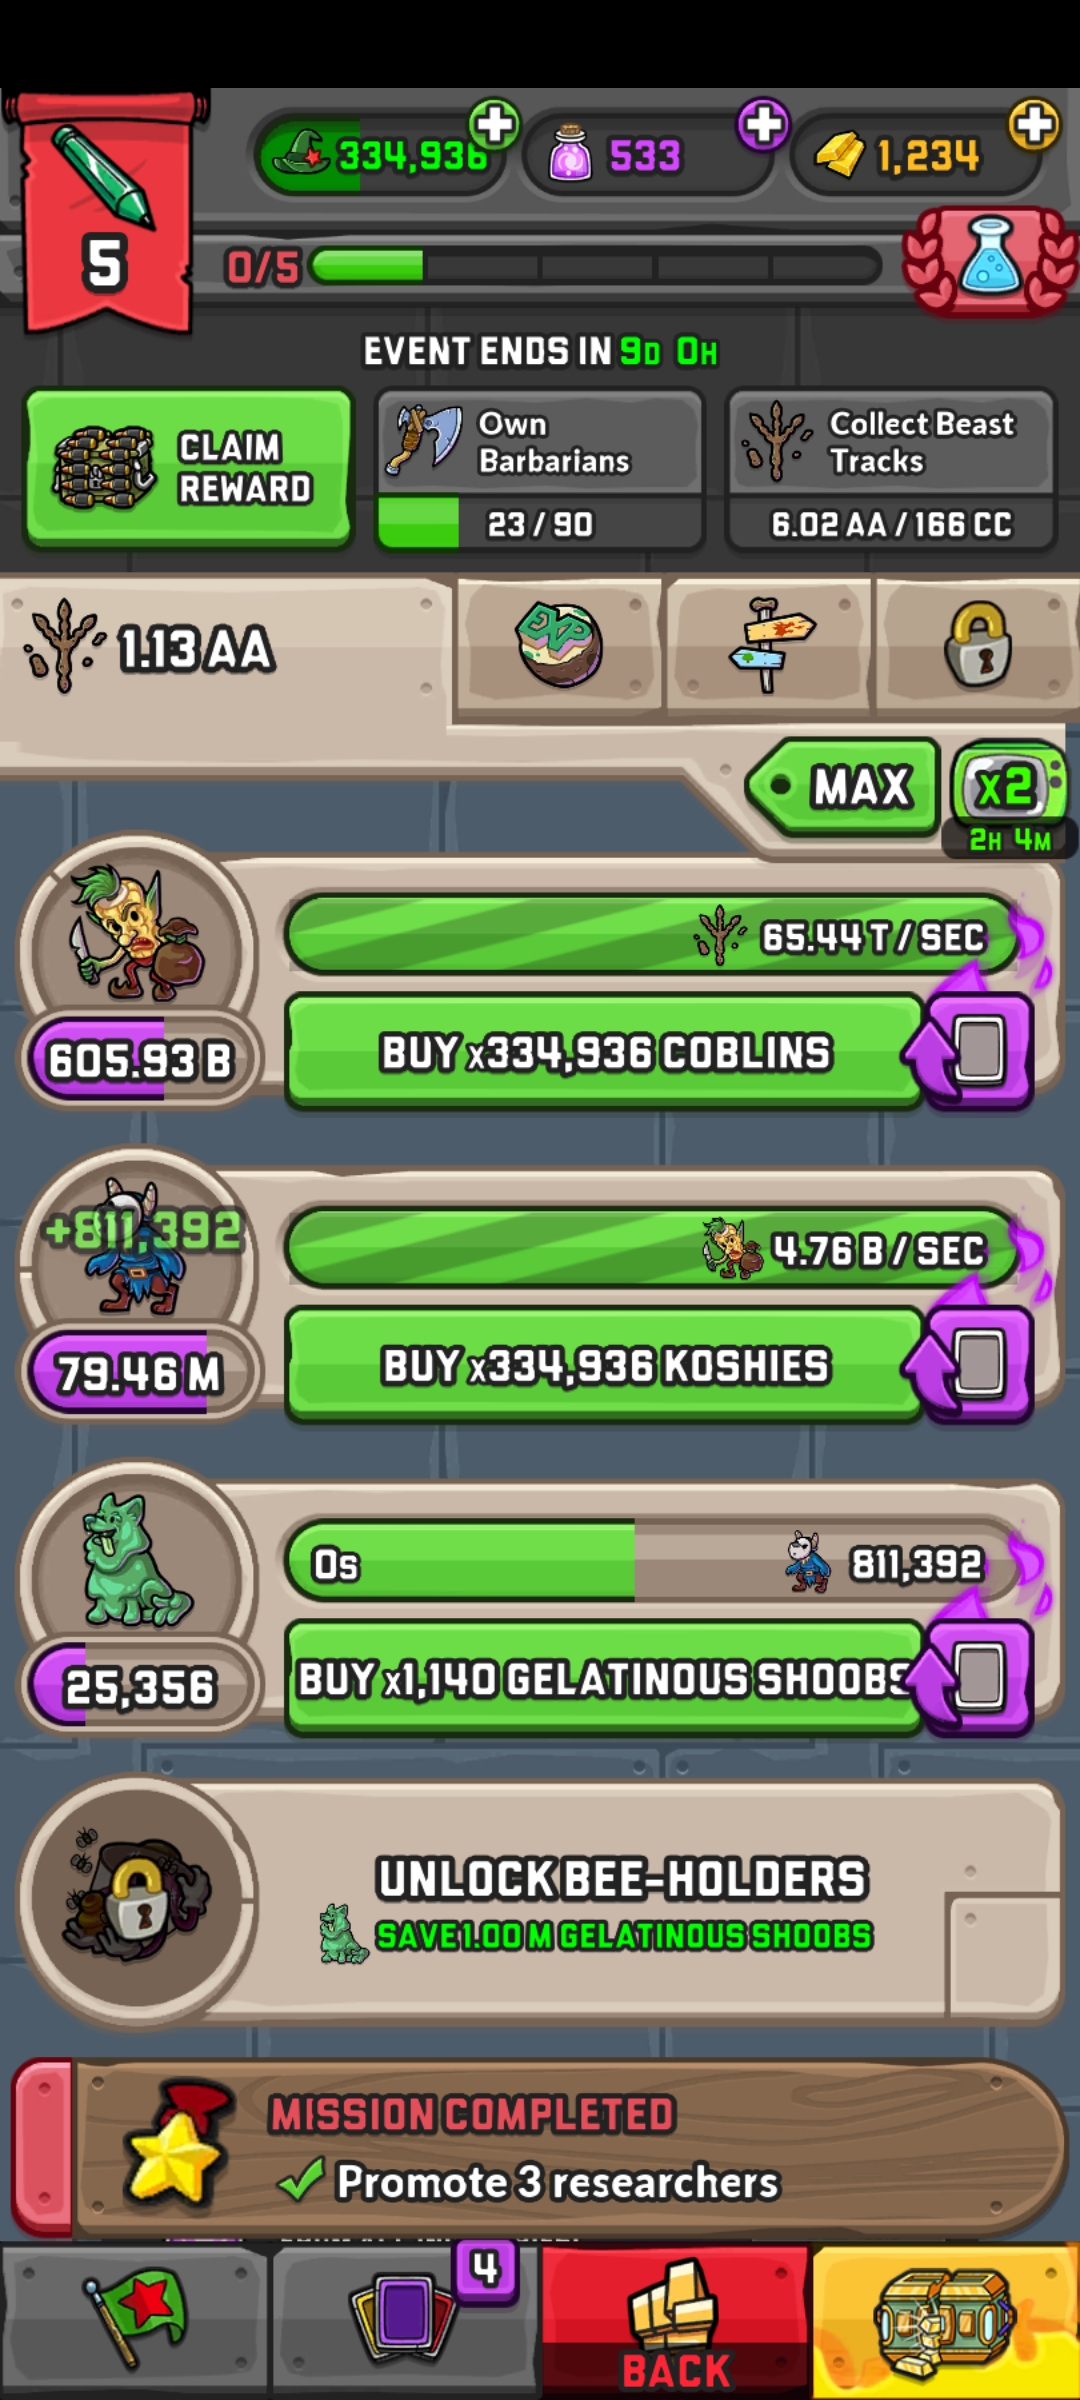 334,936
533
1,234
5
0/5
EVENT ENDS IN 9D 0H
CLAIM
REWARD
Own
Barbarians
23 / 90
Collect Beast
Tracks
6.02 AA / 166 CC
1.13 AA
EXP
MAX
x2
2H 4M
65.44 T / SEC
605.93 B
BUY x334,936 COBLINS
+811,392
4.76 B / SEC
79.46 M
BUY x334,936 KOSHIES
0s
811,392
25,356
BUY x1,140 GELATINOUS SHOOBS
UNLOCK BEE-HOLDERS
SAVE 1.00 M GELATINOUS SHOOBS
MISSION COMPLETED
Promote 3 researchers
4
BACK